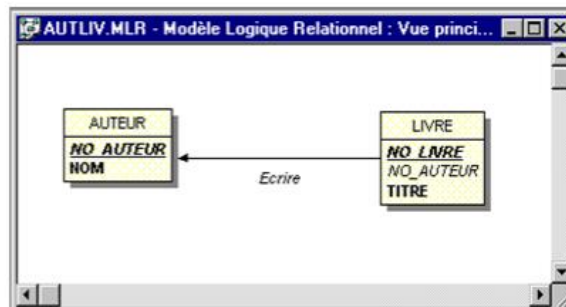 AUTLIV.MLR - Modèle Logique Relationnel : Vue princi...
AUTEUR
NO_AUTEUR
NOM
Ecrire
LIVRE
NO_LIVRE
NO_AUTEUR
TITRE